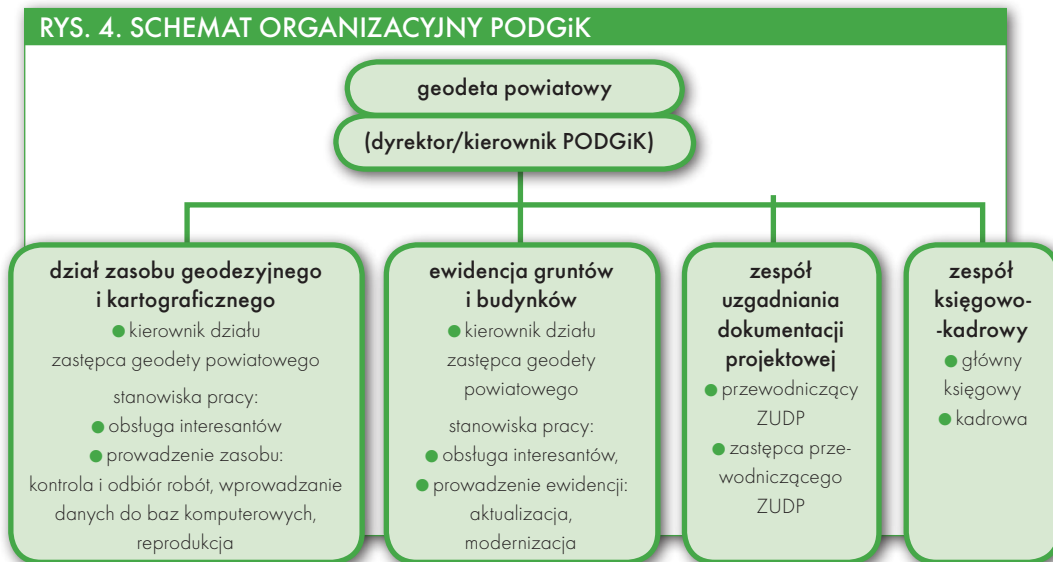 RYS. 4. SCHEMAT ORGANIZACYJNY PODGiK
geodeta powiatowy
(dyrektor/kierownik PODGiK)
dział zasobu geodezyjnego
i kartograficznego
● kierownik działu
zastępca geodety powiatowego
stanowiska pracy:
● obsługa interesantów
● prowadzenie zasobu:
kontrola i odbiór robót, wprowadzanie
danych do baz komputerowych,
reprodukcja
ewidencja gruntów
i budynków
● kierownik działu
zastępca geodety
powiatowego
stanowiska pracy:
● obsługa interesantów,
● prowadzenie ewidencji:
aktualizacja,
modernizacja
zespół
uzgadniania
dokumentacji
projektowej
● przewodniczący
ZUDP
● zastępca prze-
wodniczącego
ZUDP
zespół
księgowo-
-kadrowy
● główny
księgowy
● kadrowa